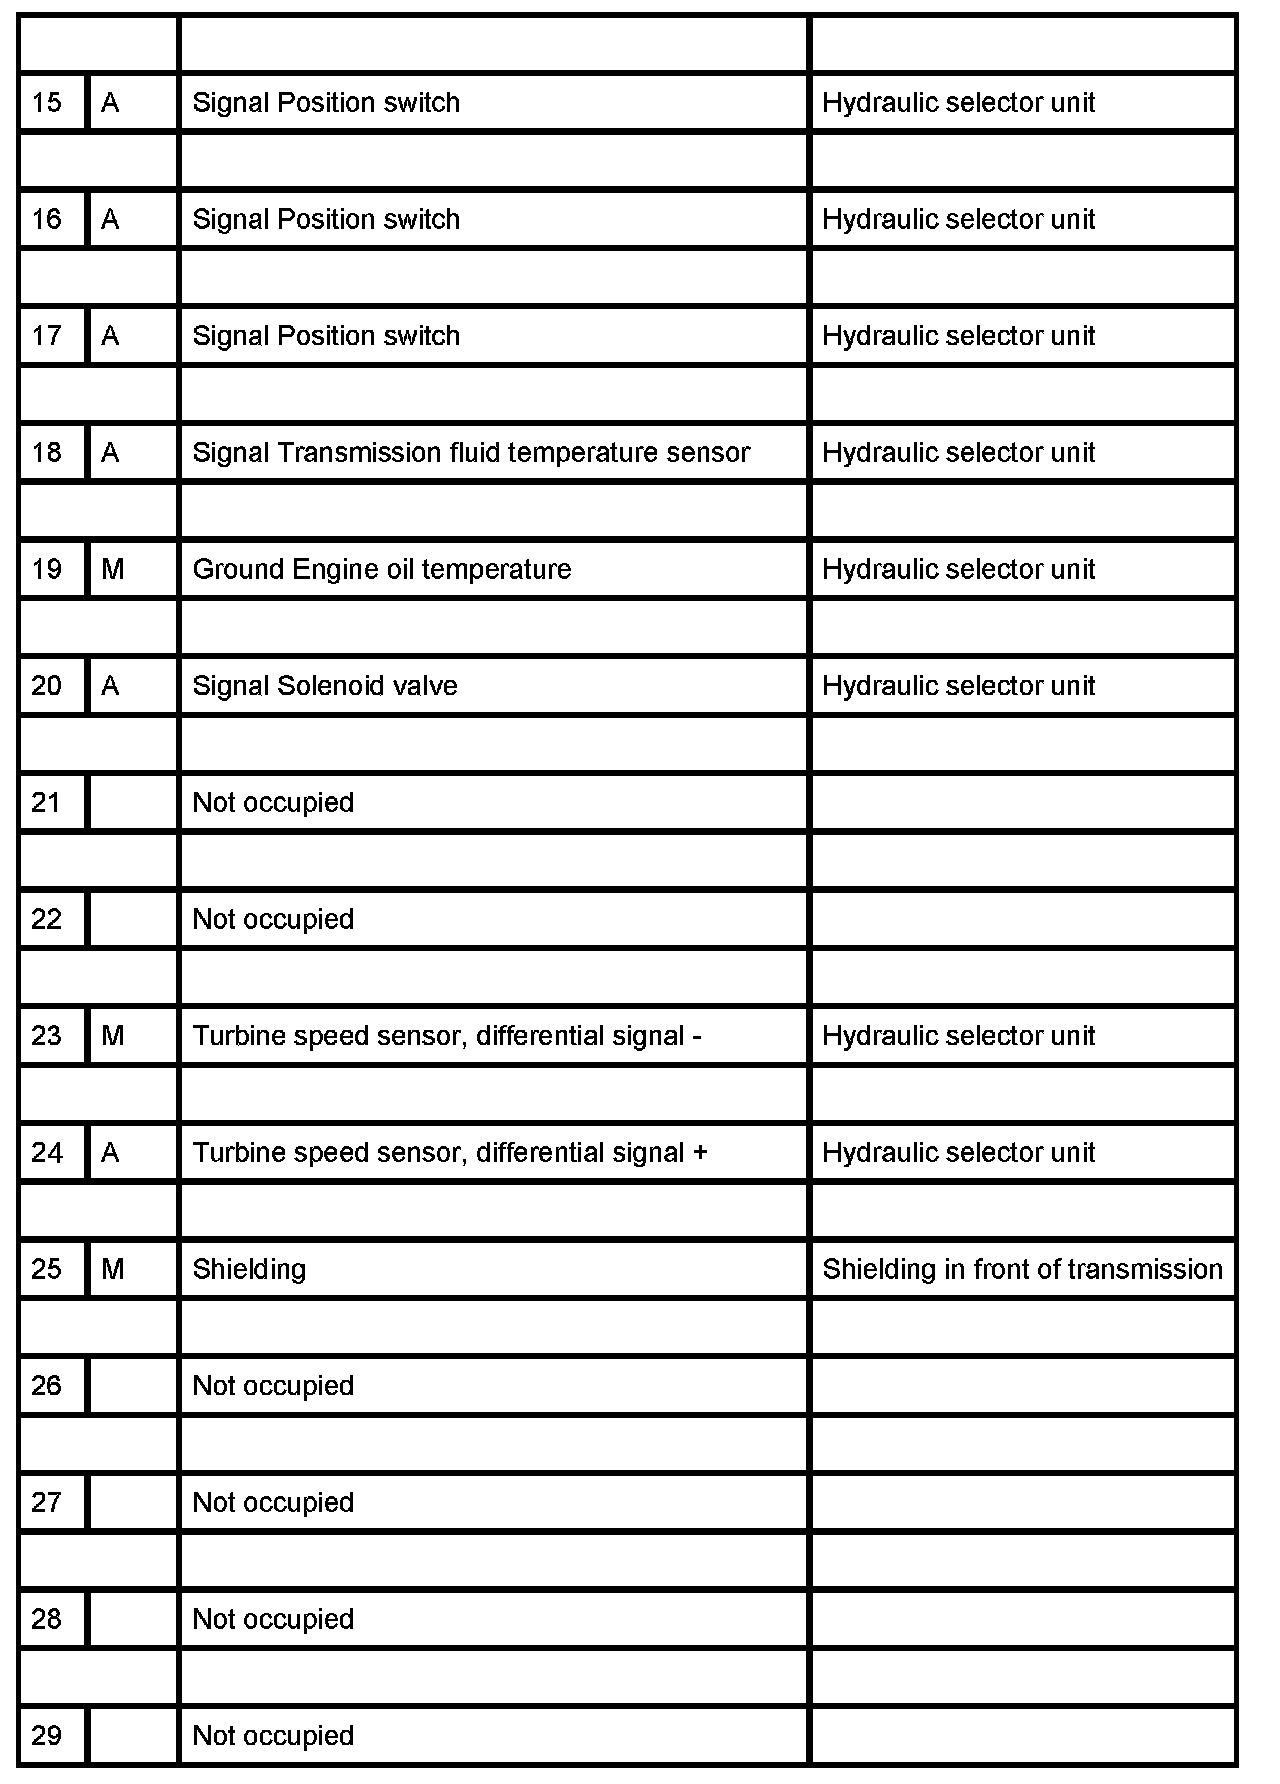 15 A Signal Position switch Hydraulic selector unit
16 A Signal Position switch Hydraulic selector unit
17 A Signal Position switch Hydraulic selector unit
18 A Signal Transmission fluid temperature sensor Hydraulic selector unit
19 M Ground Engine oil temperature Hydraulic selector unit
20 A Signal Solenoid valve Hydraulic selector unit
21 Not occupied
22 Not occupied
23 M Turbine speed sensor, differential signal - Hydraulic selector unit
24 A Turbine speed sensor, differential signal + Hydraulic selector unit
25 M Shielding Shielding in front of transmission
26 Not occupied
27 Not occupied
28 Not occupied
29 Not occupied